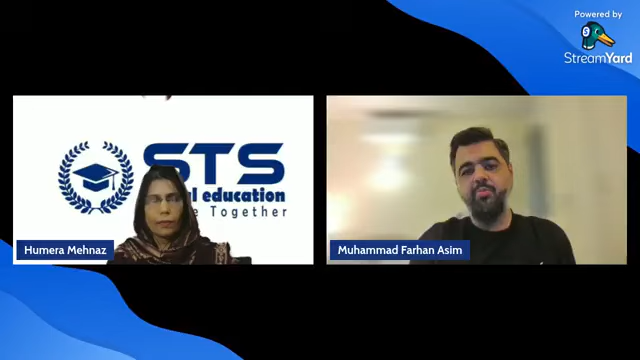 Powered by
StreamYard
STS
education
Together
Humera Mehnaz
Muhammad Farhan Asim